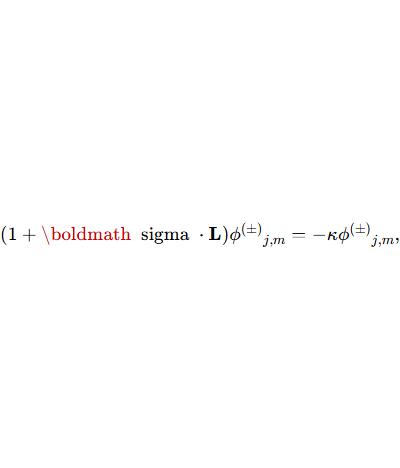 (1 + \boldmath sigma · 𝐋)ϕ⁽±⁾ⱼ,ₘ = −κϕ⁽±⁾ⱼ,ₘ,